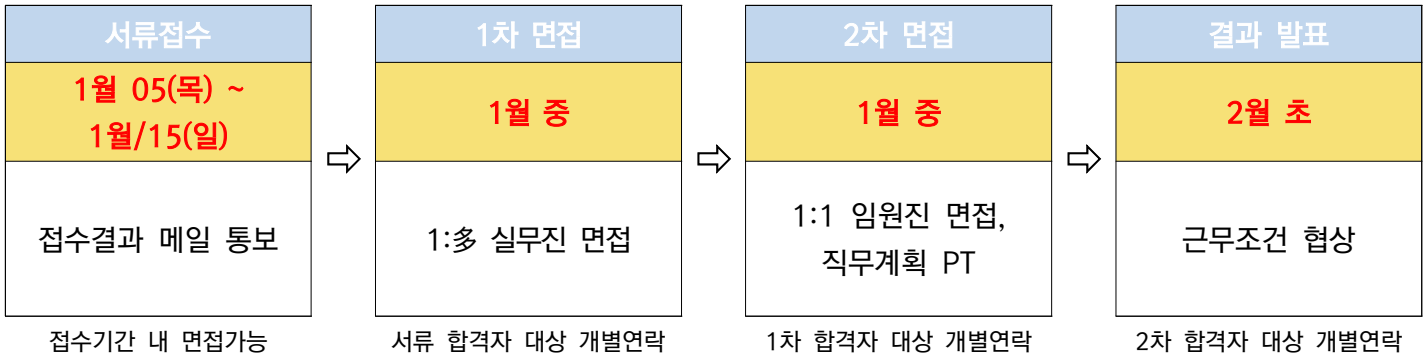 서류접수
1월 05(목) ~
1월/15(일)
접수결과 메일 통보
접수기간 내 면접가능
⇨
1차 면접
1월 중
1:多 실무진 면접
서류 합격자 대상 개별연락
⇨
2차 면접
1월 중
1:1 임원진 면접,
직무계획 PT
1차 합격자 대상 개별연락
⇨
결과 발표
2월 초
근무조건 협상
2차 합격자 대상 개별연락